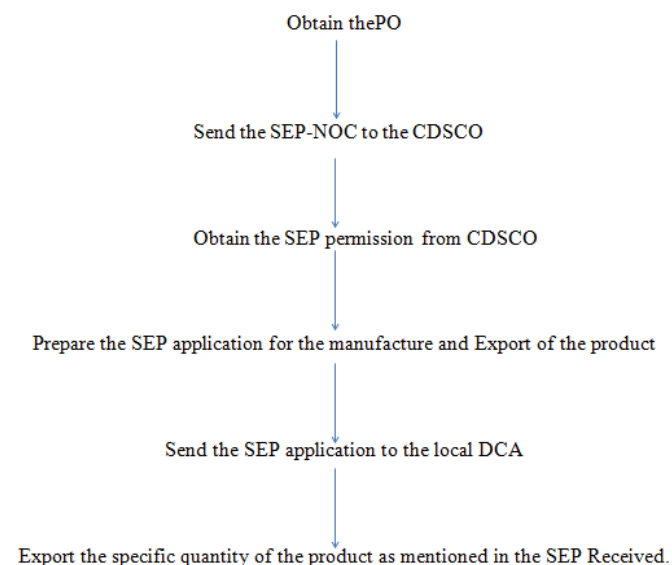 Obtain thePO
Send the SEP-NOC to the CDSCO
Obtain the SEP permission from CDSCO
Prepare the SEP application for the manufacture and Export of the product
Send the SEP application to the local DCA
Export the specific quantity of the product as mentioned in the SEP Received.